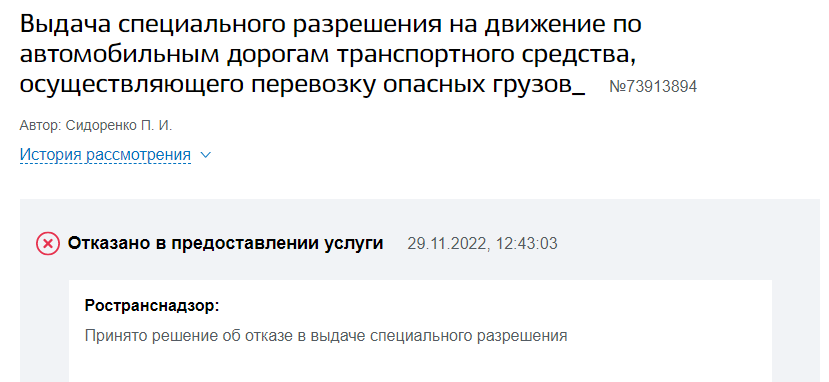 Выдача специального разрешения на движение по
автомобильным дорогам транспортного средства,
осуществляющего перевозку опасных грузов_ №73913894
Автор: Сидоренко П. И.
История рассмотрения
Отказано в предоставлении услуги 29.11.2022, 12:43:03
Ространснадзор:
Принято решение об отказе в выдаче специального разрешения